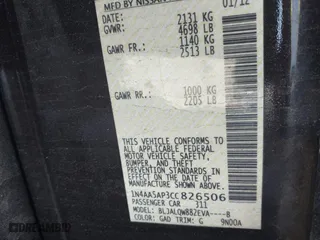 MFD BY NISSAN
01/12
DATE:
GVWR: 2131 KG
4698 LB
GAWR FR.: 1140 KG
2513 LB
GAWR RR.: 1000 KG
2205 LB
THIS VEHICLE CONFORMS TO
ALL APPLICABLE FEDERAL
MOTOR VEHICLE SAFETY, BUMPER,
AND THEFT PREVENTION
STANDARDS IN EFFECT ON
THE DATE OF MANUFACTURE
SHOWN ABOVE.
1N4AA5AP3CC826506
PASSENGER CAR 311
MODEL: BLJALQWB82EVA----B
COLOR: GAD TRIM: G 9N00A